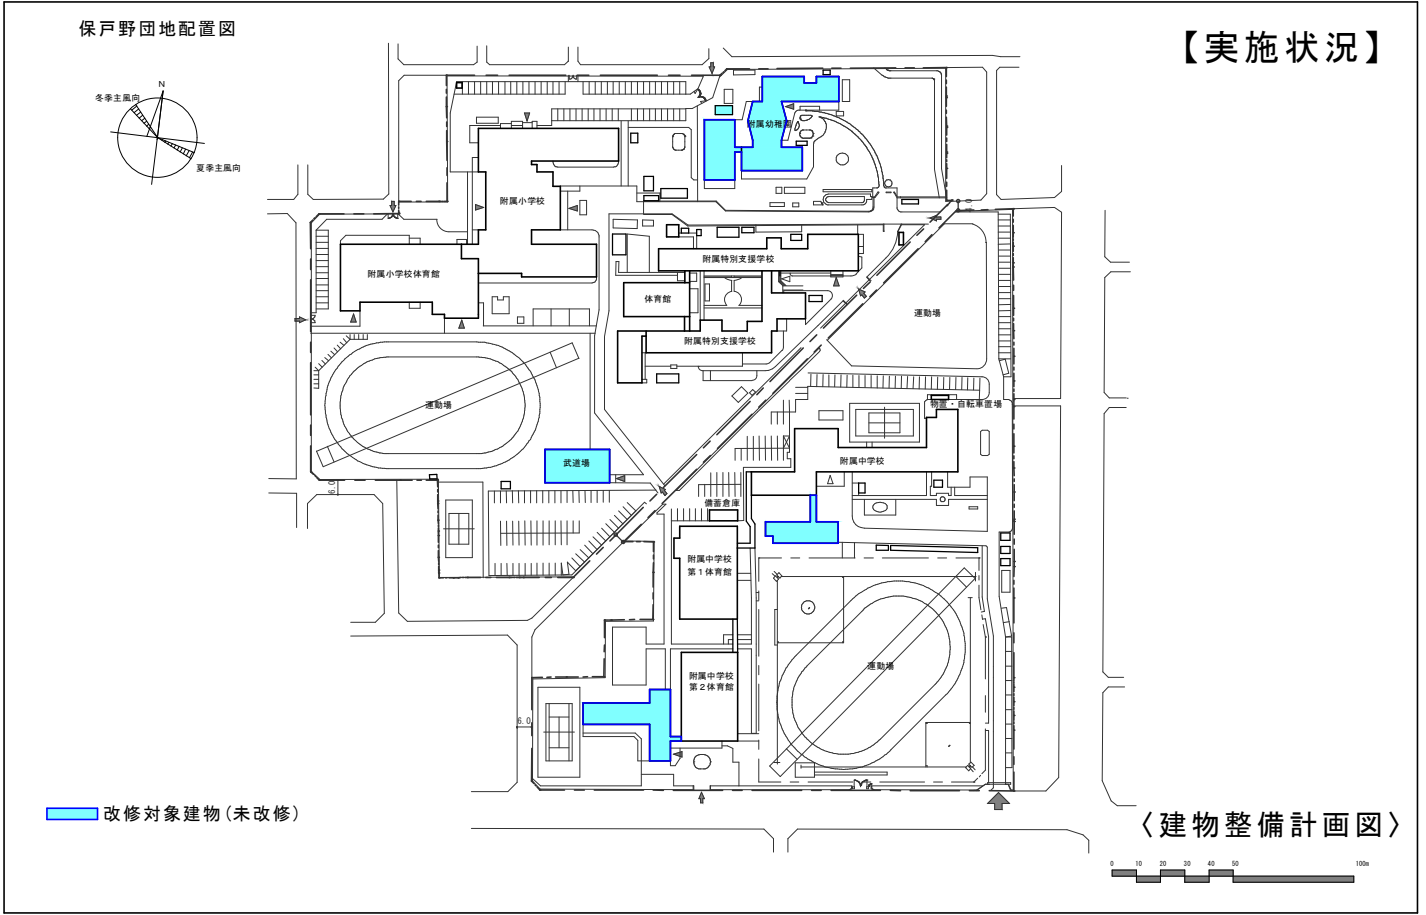 保戸野団地配置図
【実施状況】
N
冬季主風向
夏季主風向
附属幼稚園
附属小学校
附属小学校体育館
附属特別支援学校
体育館
附属特別支援学校
運動場
運動場
物置・自転車置場
附属中学校
武道場
6.0
備蓄倉庫
附属中学校
第1体育館
附属中学校
第2体育館
運動場
6.0
改修対象建物(未改修)
〈建物整備計画図〉
0 10 20 30 40 50 100m